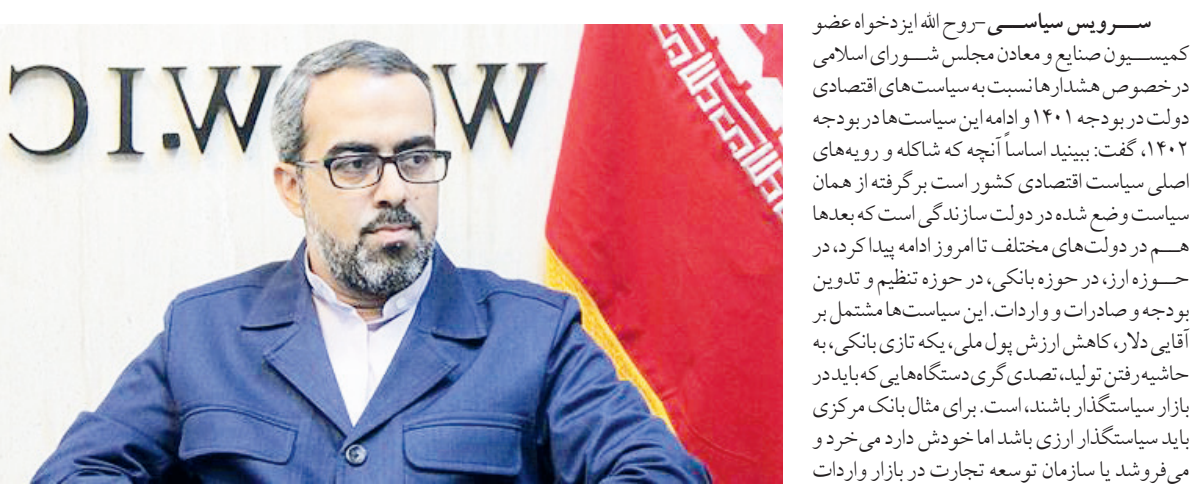 ســرویس سیاســی-روح الله ایزدخواه عضو
کمیســیون صنایع و معادن مجلس شــورای اسلامی
درخصوص هشدارها نسبت به سیاست‌های اقتصادی
دولت در بودجه ۱۴۰۱ و ادامه این سیاست‌ها در بودجه
۱۴۰۲، گفت: ببینید اساساً آنچه که شاکله و رویه‌های
اصلی سیاست اقتصادی کشور است برگرفته از همان
سیاست وضع شده در دولت سازندگی است که بعدها
هــم در دولت‌های مختلف تا امروز ادامه پیدا کرد، در
حــوزه ارز، در حوزه بانکی، در حوزه تنظیم و تدوین
بودجه و صادرات و واردات. این سیاست‌ها مشتمل بر
آقایی دلار، کاهش ارزش پول ملی، یکه تازی بانکی، به
حاشیه رفتن تولید، تصدی گری دستگاه‌هایی که باید در
بازار سیاستگذار باشند، است. برای مثال بانک مرکزی
باید سیاستگذار ارزی باشد اما خودش دارد می‌خرد و
می‌فروشد یا سازمان توسعه تجارت در بازار واردات